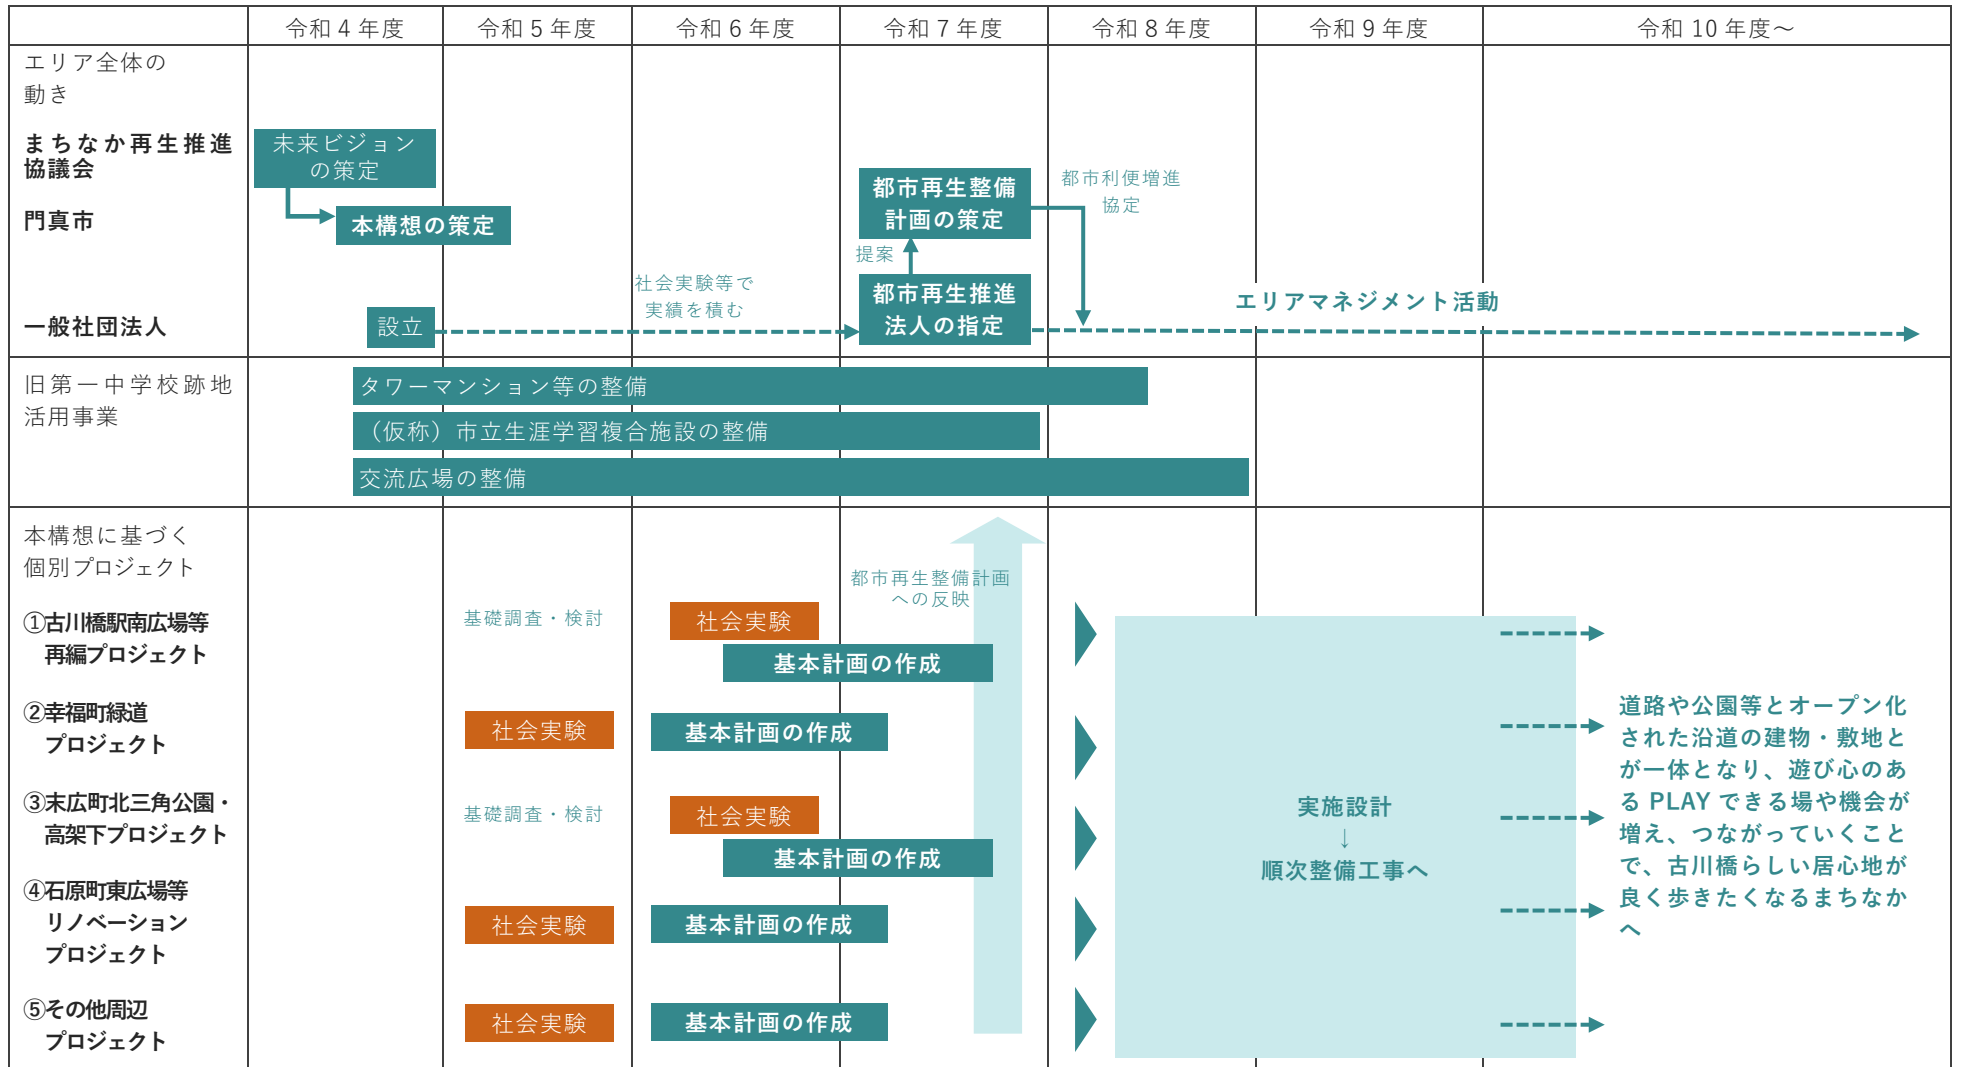 令和 4 年度
令和 5 年度
令和 6 年度
令和 7 年度
令和 8 年度
令和 9 年度
令和 10 年度～
エリア全体の
動き
まちなか再生推進
協議会
門真市
一般社団法人
未来ビジョン
の策定
本構想の策定
設立
社会実験等で
実績を積む
都市再生整備
計画の策定
提案
都市再生推進
法人の指定
都市利便増進
協定
エリアマネジメント活動
旧第一中学校跡地
活用事業
タワーマンション等の整備
（仮称）市立生涯学習複合施設の整備
交流広場の整備
本構想に基づく
個別プロジェクト
都市再生整備計画
への反映
①古川橋駅南広場等
再編プロジェクト
基礎調査・検討
社会実験
基本計画の作成
②幸福町緑道
プロジェクト
社会実験
基本計画の作成
③末広町北三角公園・
高架下プロジェクト
基礎調査・検討
社会実験
基本計画の作成
④石原町東広場等
リノベーション
プロジェクト
社会実験
基本計画の作成
⑤その他周辺
プロジェクト
社会実験
基本計画の作成
実施設計
↓
順次整備工事へ
道路や公園等とオープン化
された沿道の建物・敷地と
が一体となり、遊び心のあ
る PLAY できる場や機会が
増え、つながっていくこと
で、古川橋らしい居心地が
良く歩きたくなるまちなか
へ